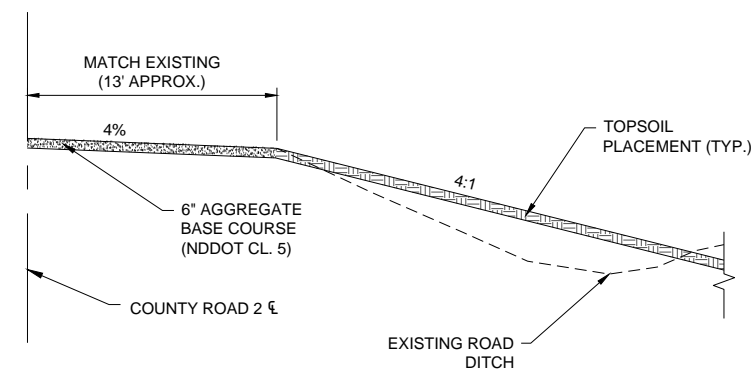 MATCH EXISTING
(13' APPROX.)
4%
TOPSOIL
PLACEMENT (TYP.)
4:1
6" AGGREGATE
BASE COURSE
(NDDOT CL. 5)
COUNTY ROAD 2 ℄
EXISTING ROAD
DITCH